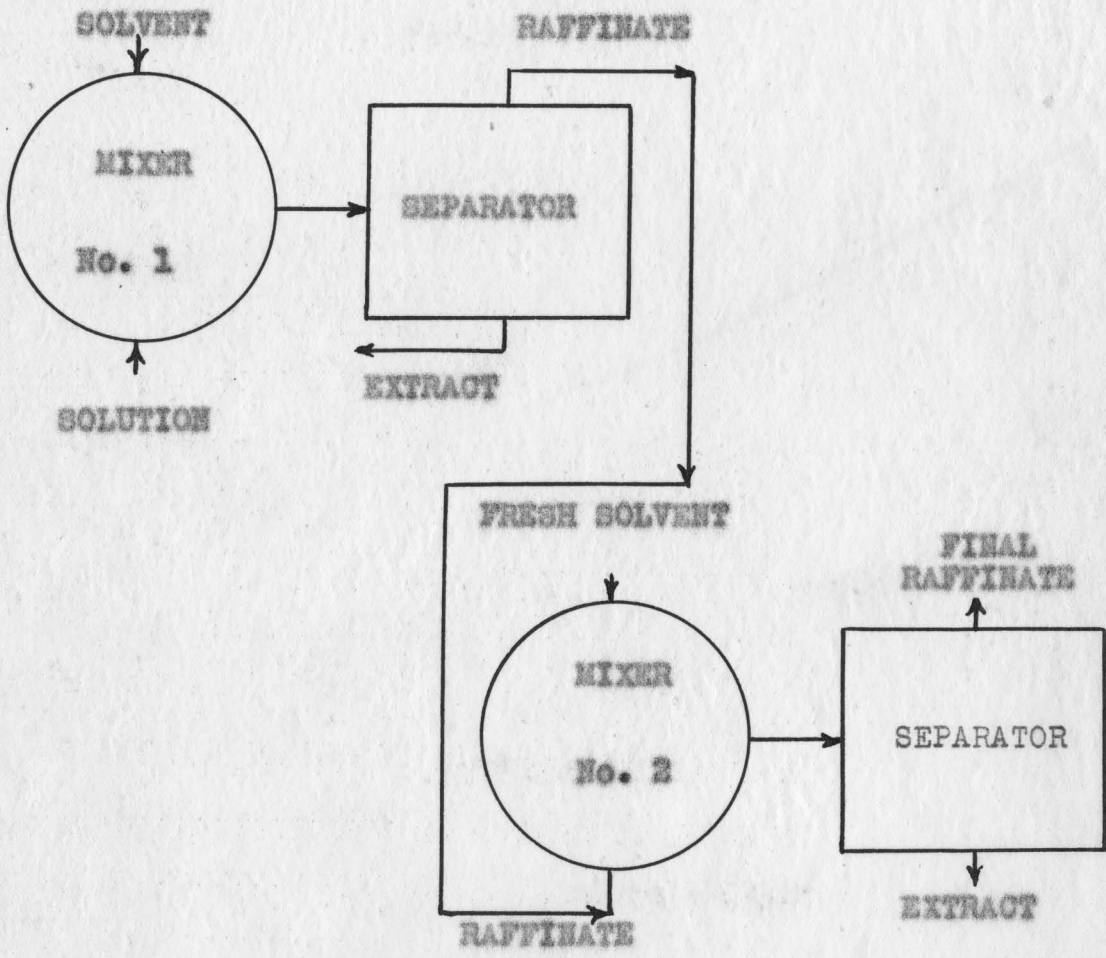 SOLVENT
RAFFINATE
MIXER
No. 1
SEPARATOR
EXTRACT
SOLUTION
FRESH SOLVENT
FINAL
RAFFINATE
MIXER
No. 2
SEPARATOR
EXTRACT
RAFFINATE